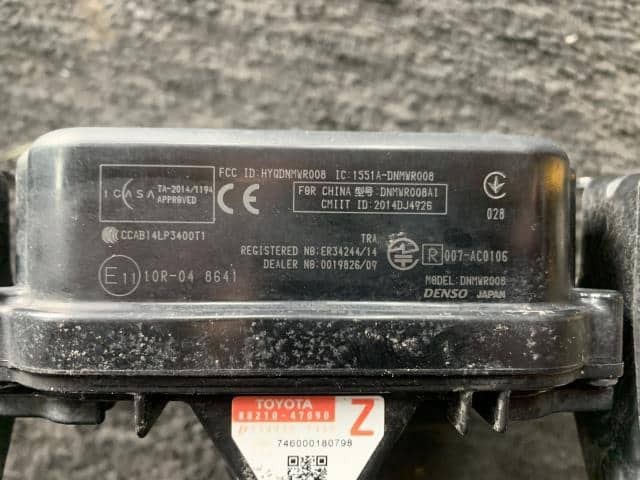 FCC ID:HYQDNMWR008 IC:1551A-DNMWR008
ICASA TA-2014/1194 APPROVED
CE
FOR CHINA 型号:DNMWR008A1
CMIIT ID:2014DJ4926
028
CCAB14LP3400T1
TRA
REGISTERED N8:ER34244/14
DEALER N8:0019826/09
R 007-AC0106
E11 10R-04 8641
MODEL:DNMWR008
DENSO JAPAN
TOYOTA
88210-47090
Z
746000180798